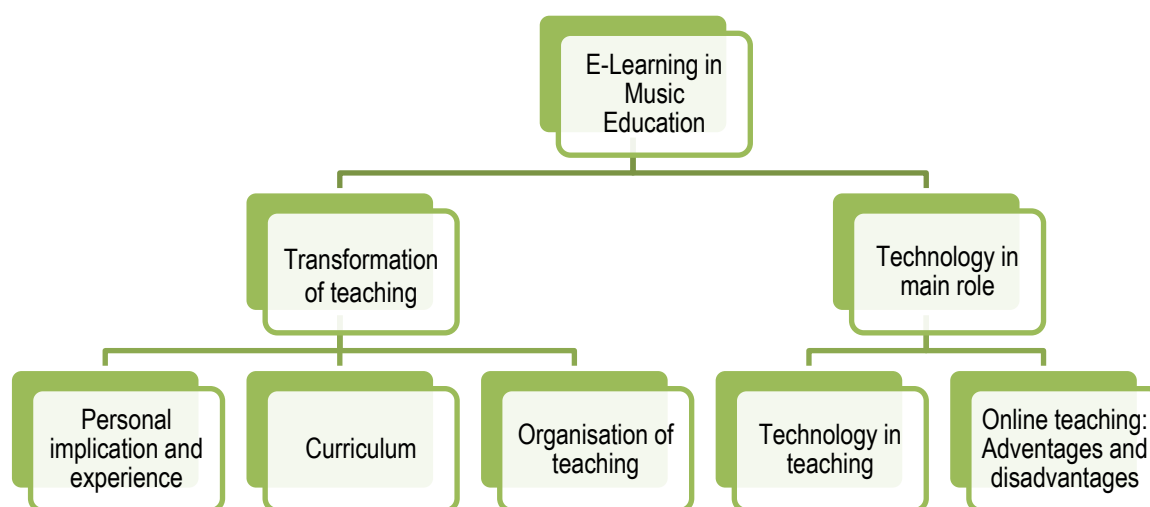 E-Learning in
Music
Education
Transformation
of teaching
Technology in
main role
Personal
implication and
experience
Curriculum
Organisation of
teaching
Technology in
teaching
Online teaching:
Adventages and
disadvantages